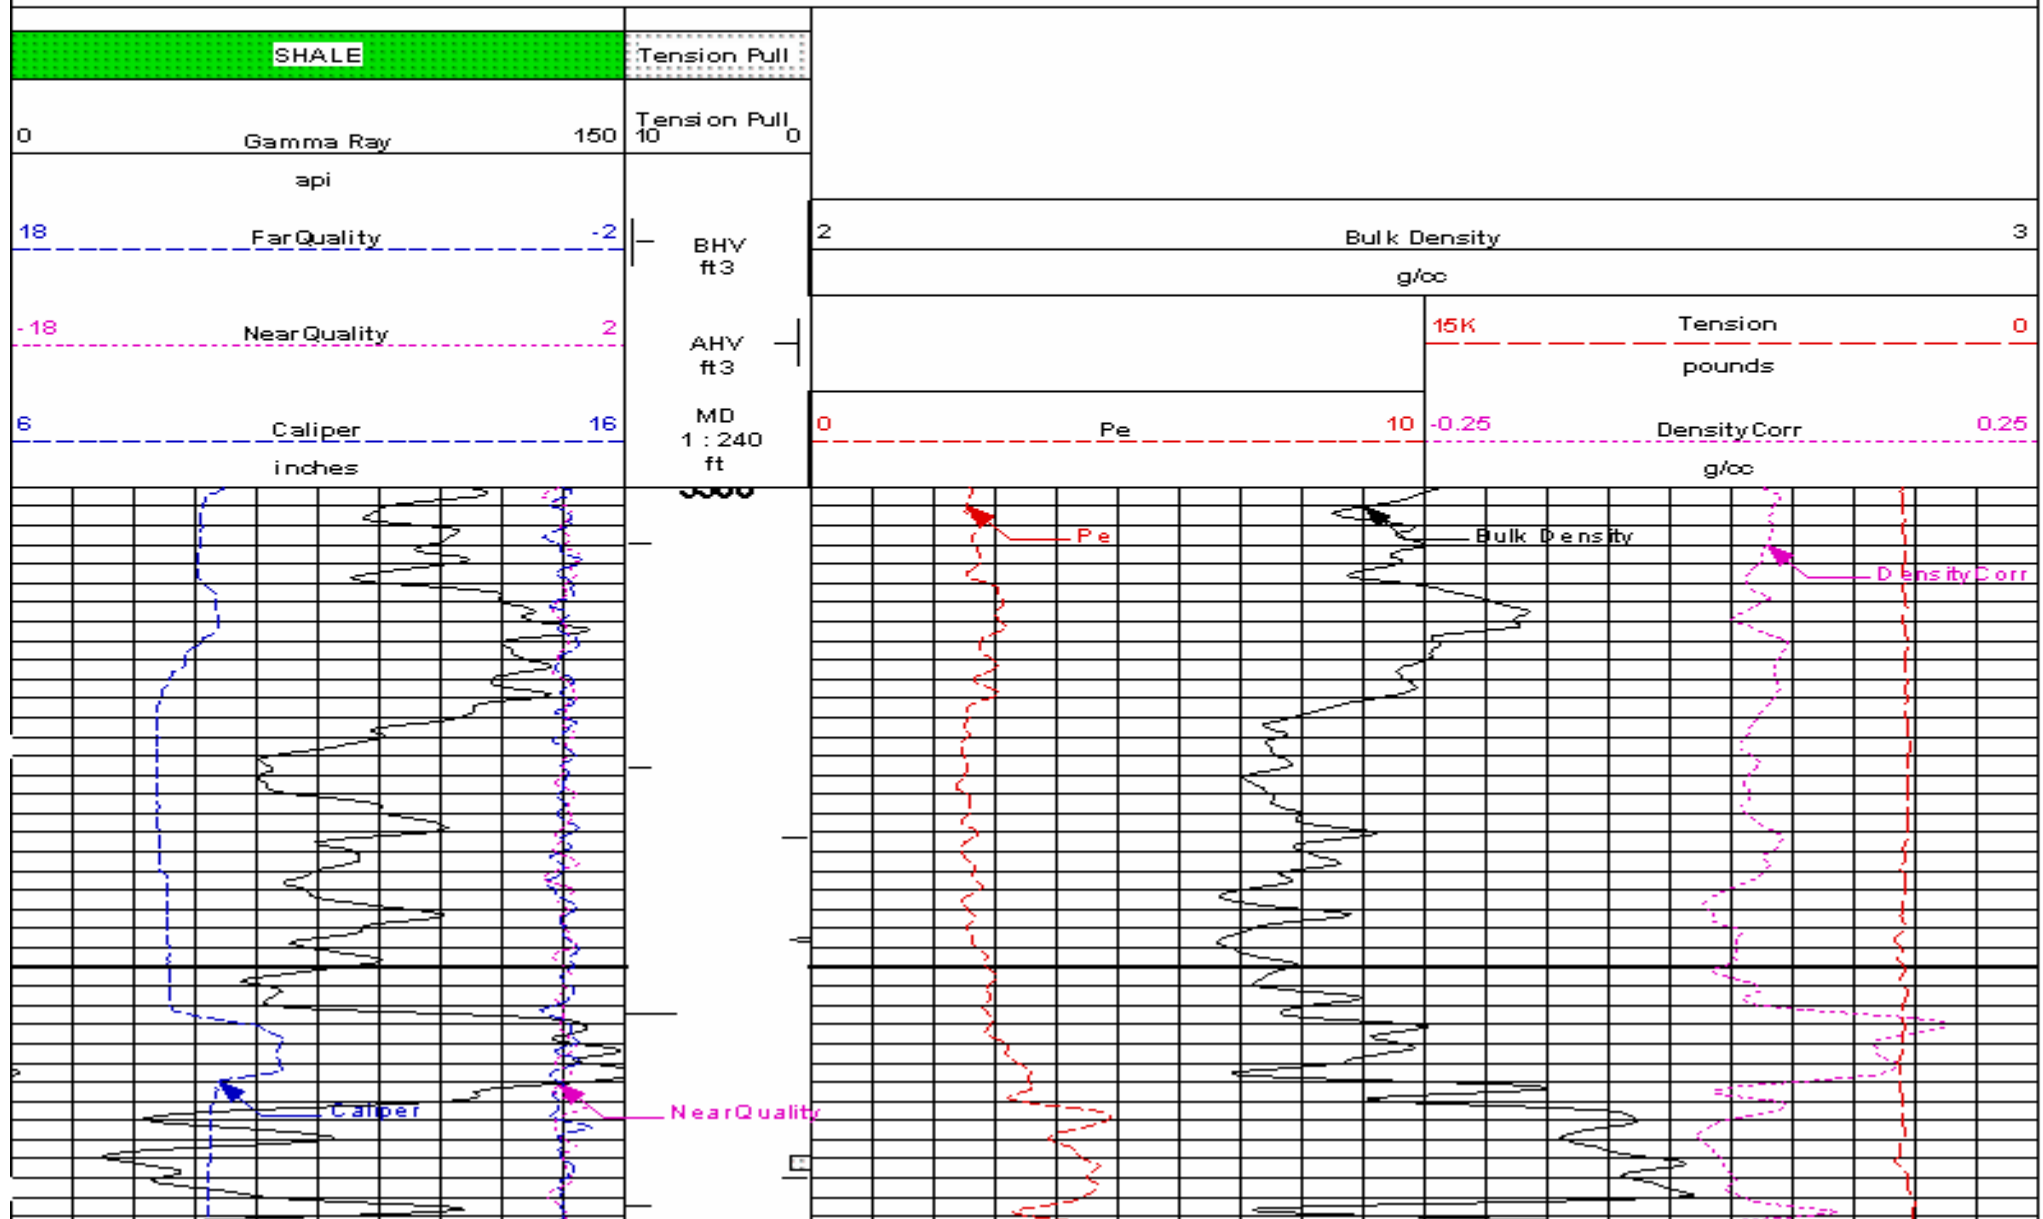 SHALE
Tension Pull
Tension Pull
0 Gamma Ray 150
10 0
api
18 FarQuality -2
BHV
ft3
2 Bulk Density 3
g/cc
-18 NearQuality 2
AHV
ft3
15K Tension 0
pounds
6 Caliper 16
inches
MD
1 : 240
ft
0 Pe 10
-0.25 DensityCorr 0.25
g/cc
Pe
Bulk Density
DensityCorr
Caliper
NearQuality